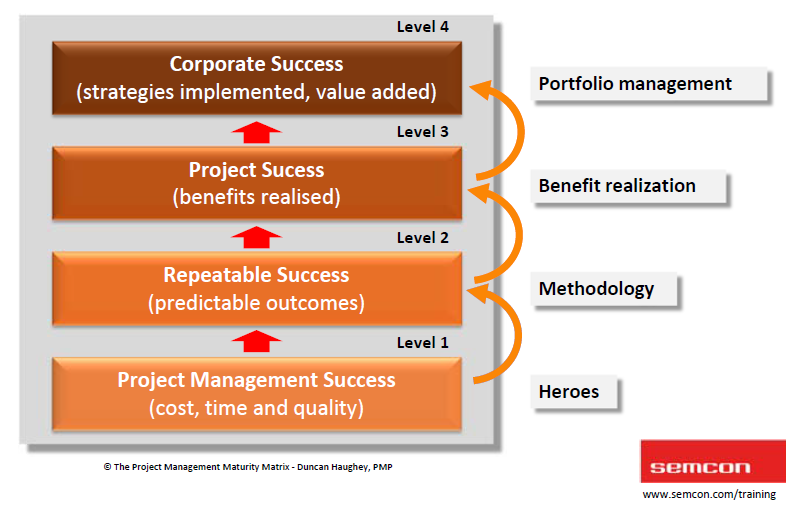 Level 4
Corporate Success
(strategies implemented, value added)
Portfolio management
Level 3
Project Sucess
(benefits realised)
Benefit realization
Level 2
Repeatable Success
(predictable outcomes)
Methodology
Level 1
Project Management Success
(cost, time and quality)
Heroes
© The Project Management Maturity Matrix - Duncan Haughey, PMP
semcon
www.semcon.com/training